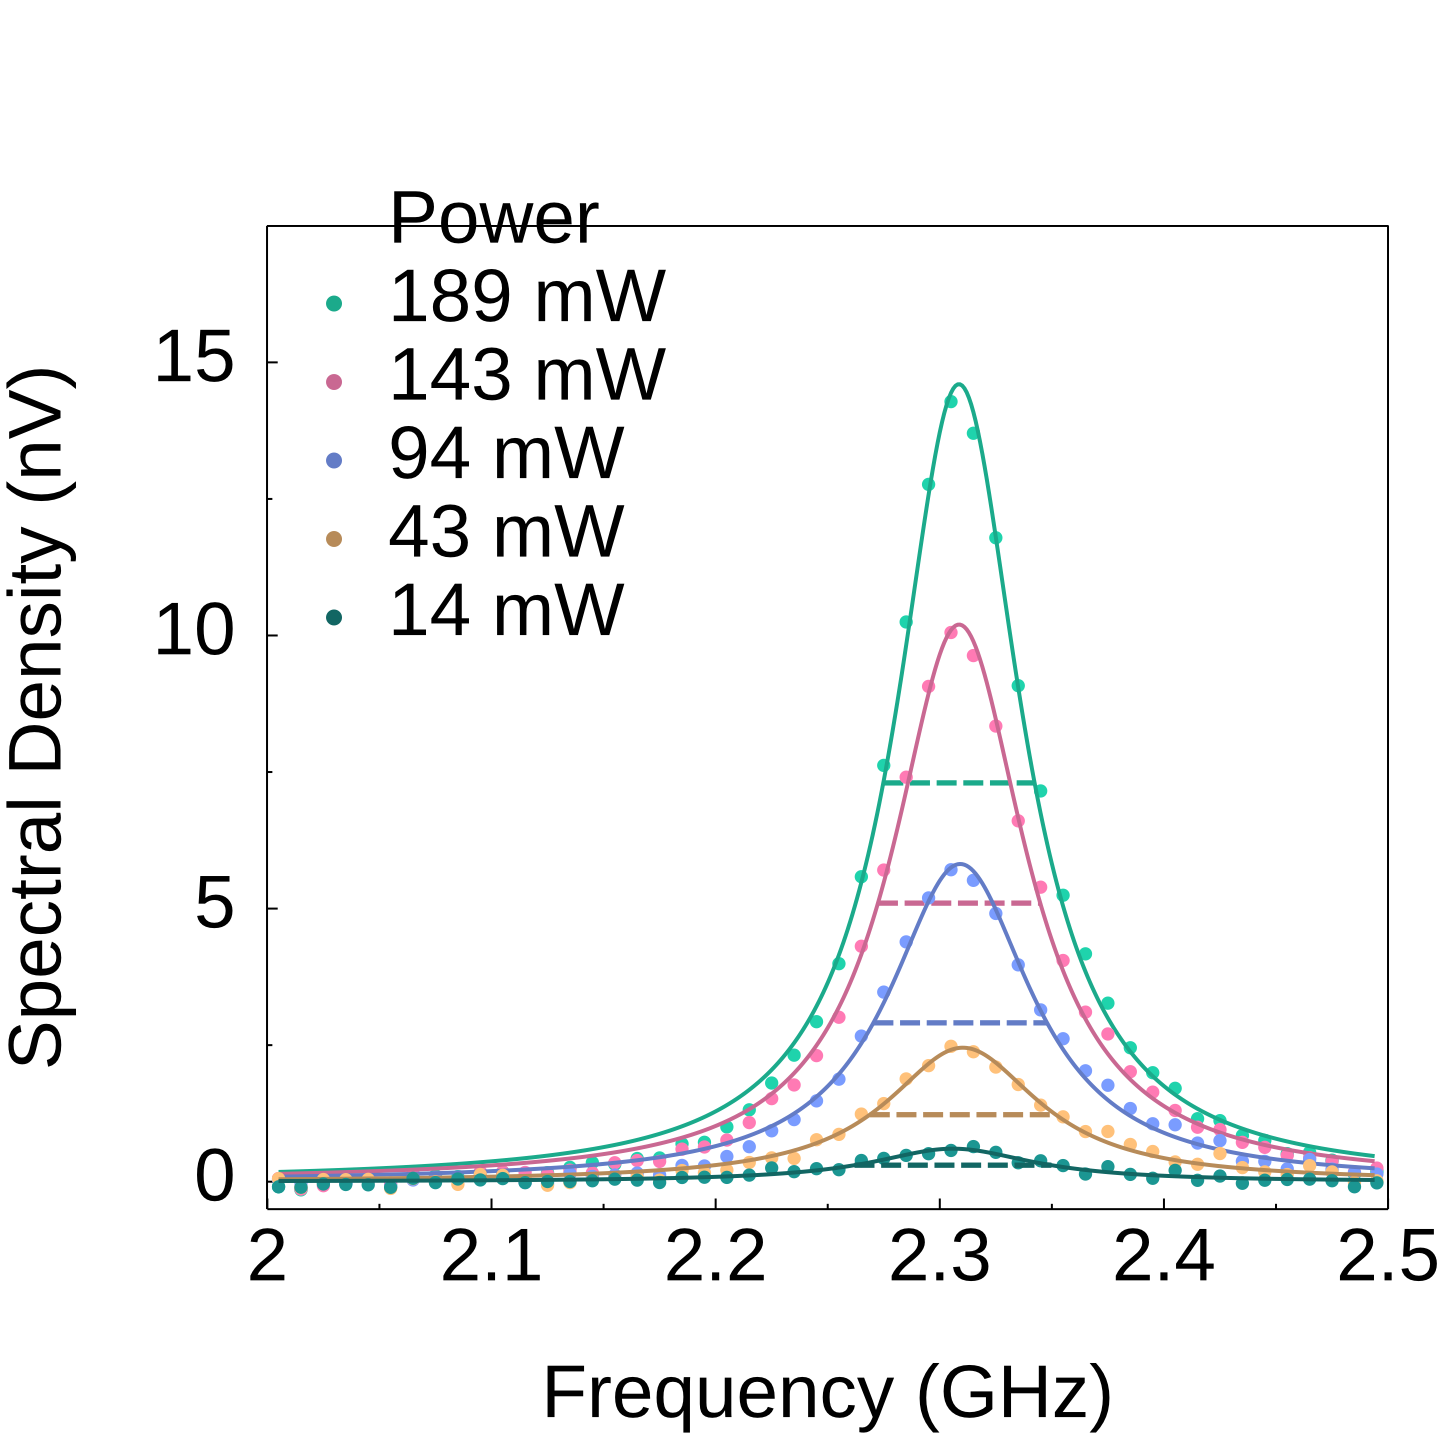 Power
189 mW
143 mW
94 mW
43 mW
14 mW
15
10
5
0
Spectral Density (nV)
2 2.1 2.2 2.3 2.4 2.5
Frequency (GHz)